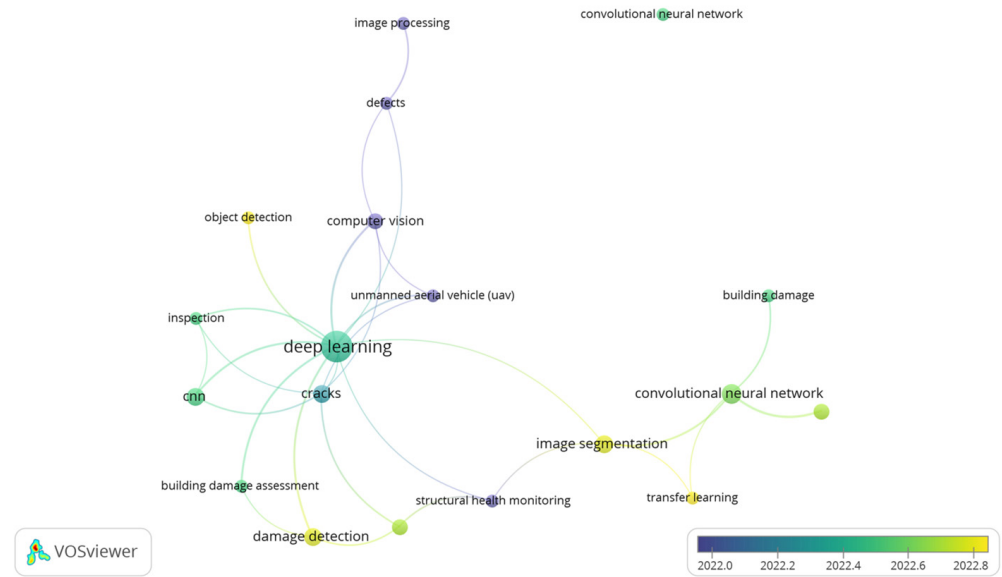 image processing
convolutional neural network
defects
object detection
computer vision
unmanned aerial vehicle (uav)
building damage
inspection
deep learning
cnn
cracks
convolutional neural network
image segmentation
building damage assessment
structural health monitoring
transfer learning
damage detection
VOSviewer
2022.0 2022.2 2022.4 2022.6 2022.8